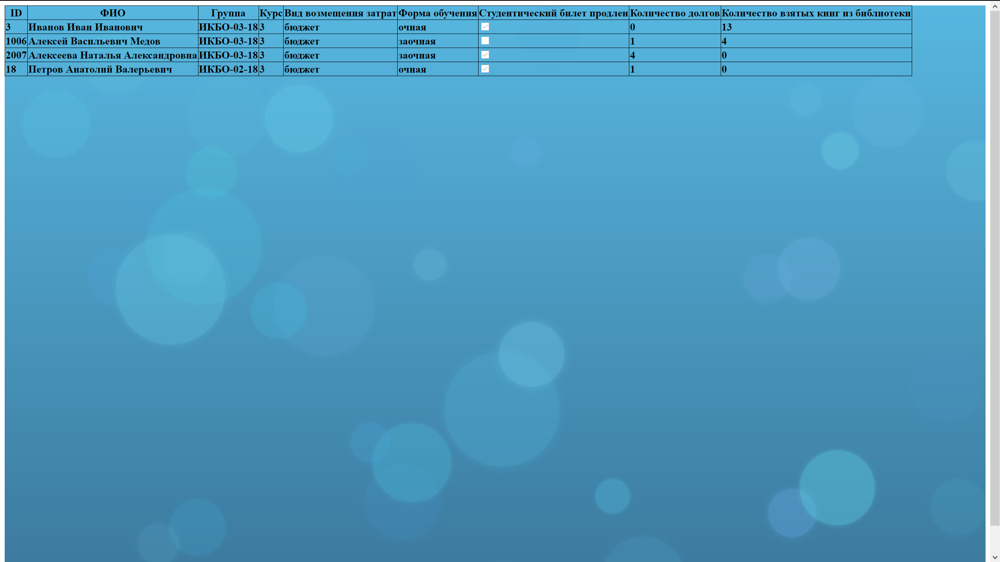 ID ФИО Группа Курс Вид возмещения затрат Форма обучения Студентический билет продлен Количество долгов Количество взятых книг из библиотеки
3 Иванов Иван Иванович ИКБО-03-18 3 бюджет очная 0 13
1006 Алексей Васильевич Медов ИКБО-03-18 3 бюджет заочная 1 4
2007 Алексеева Наталья Александровна ИКБО-03-18 3 бюджет заочная 4 0
18 Петров Анатолий Валерьевич ИКБО-02-18 3 бюджет очная 1 0